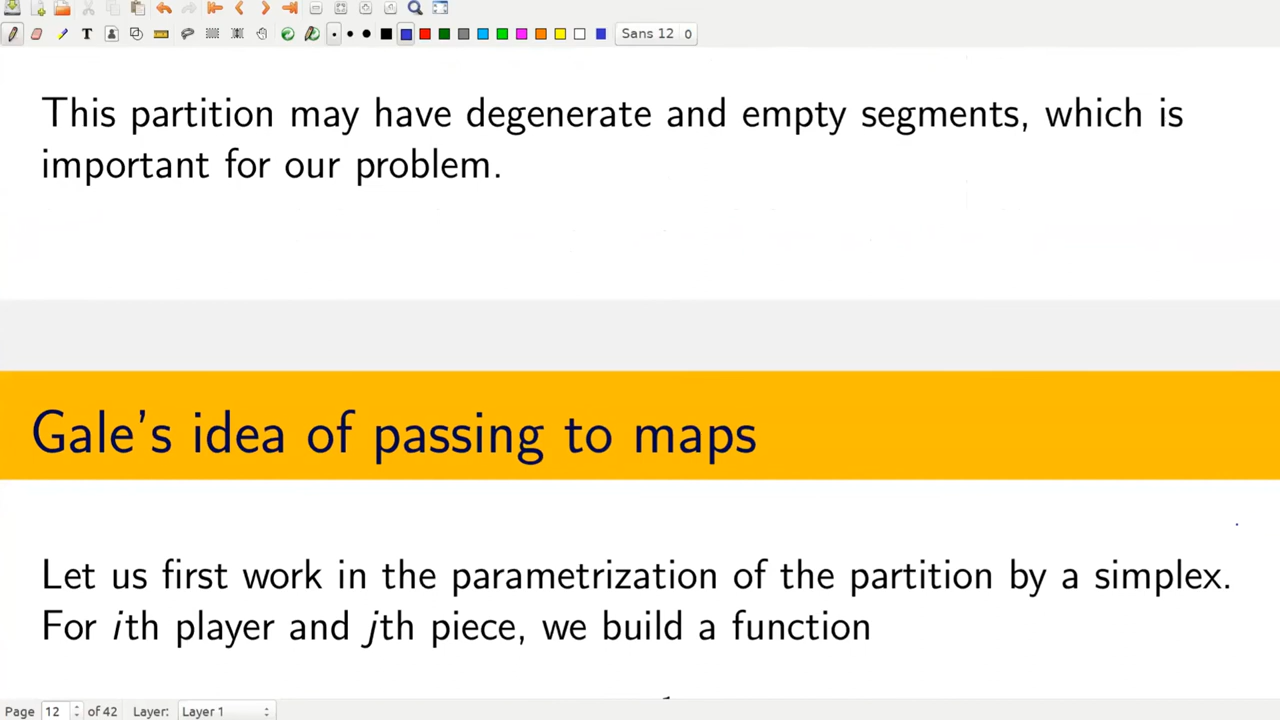 T
Sans 12 0
This partition may have degenerate and empty segments, which is
important for our problem.
Gale's idea of passing to maps
Let us first work in the parametrization of the partition by a simplex.
For ith player and jth piece, we build a function
Page 12 of 42 Layer: Layer 1